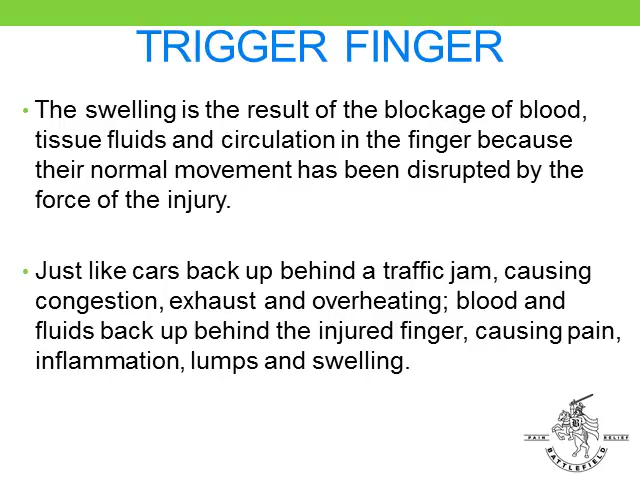 TRIGGER FINGER
• The swelling is the result of the blockage of blood,
tissue fluids and circulation in the finger because
their normal movement has been disrupted by the
force of the injury.
• Just like cars back up behind a traffic jam, causing
congestion, exhaust and overheating; blood and
fluids back up behind the injured finger, causing pain,
inflammation, lumps and swelling.
B
PAIN RELIEF
BATTLEFIELD